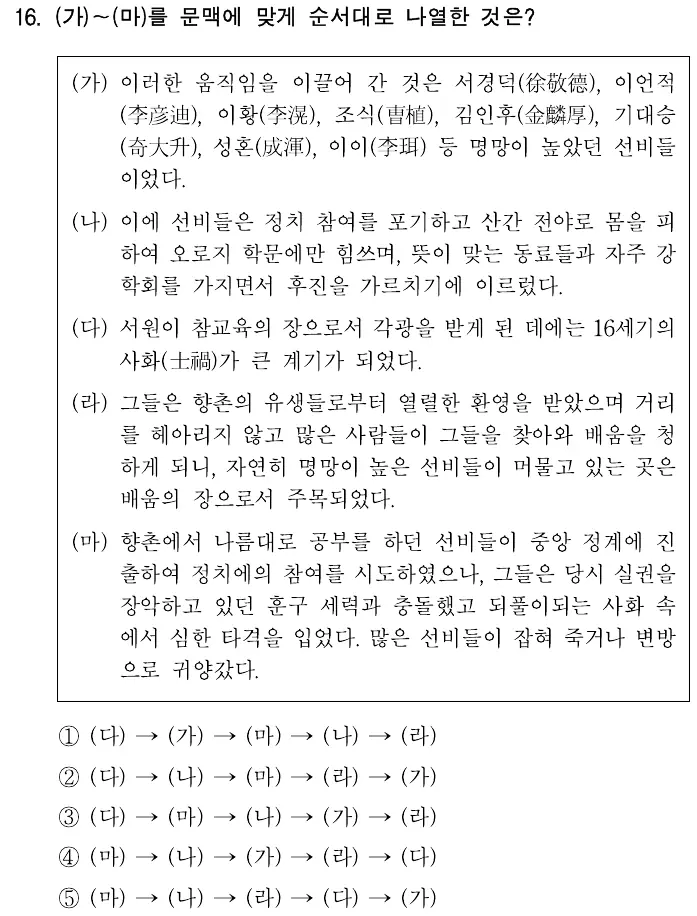 16. (가)~(마)를 문맥에 맞게 순서대로 나열한 것은?
(가) 이러한 움직임을 이끌어 간 것은 서경덕(徐敬德), 이언적
(李彦迪), 이황(李滉), 조식(曺植), 김인후(金麟厚), 기대승
(奇大升), 성혼(成渾), 이이(李珥) 등 명망이 높았던 선비들
이었다.
(나) 이에 선비들은 정치 참여를 포기하고 산간 전야로 몸을 피
하여 오로지 학문에만 힘쓰며, 뜻이 맞는 동료들과 자주 강
학회를 가지면서 후진을 가르치기에 이르렀다.
(다) 서원이 참교육의 장으로서 각광을 받게 된 데에는 16세기의
사화(士禍)가 큰 계기가 되었다.
(라) 그들은 향촌의 유생들로부터 열렬한 환영을 받았으며 거리
를 헤아리지 않고 많은 사람들이 그들을 찾아와 배움을 청
하게 되니, 자연히 명망이 높은 선비들이 머물고 있는 곳은
배움의 장으로서 주목되었다.
(마) 향촌에서 나름대로 공부를 하던 선비들이 중앙 정계에 진
출하여 정치에의 참여를 시도하였으나, 그들은 당시 실권을
장악하고 있던 훈구 세력과 충돌했고 되풀이되는 사화 속
에서 심한 타격을 입었다. 많은 선비들이 잡혀 죽거나 변방
으로 귀양갔다.
① (다) → (가) → (마) → (나) → (라)
② (다) → (나) → (마) → (라) → (가)
③ (다) → (마) → (나) → (가) → (라)
④ (마) → (나) → (가) → (라) → (다)
⑤ (마) → (나) → (라) → (다) → (가)